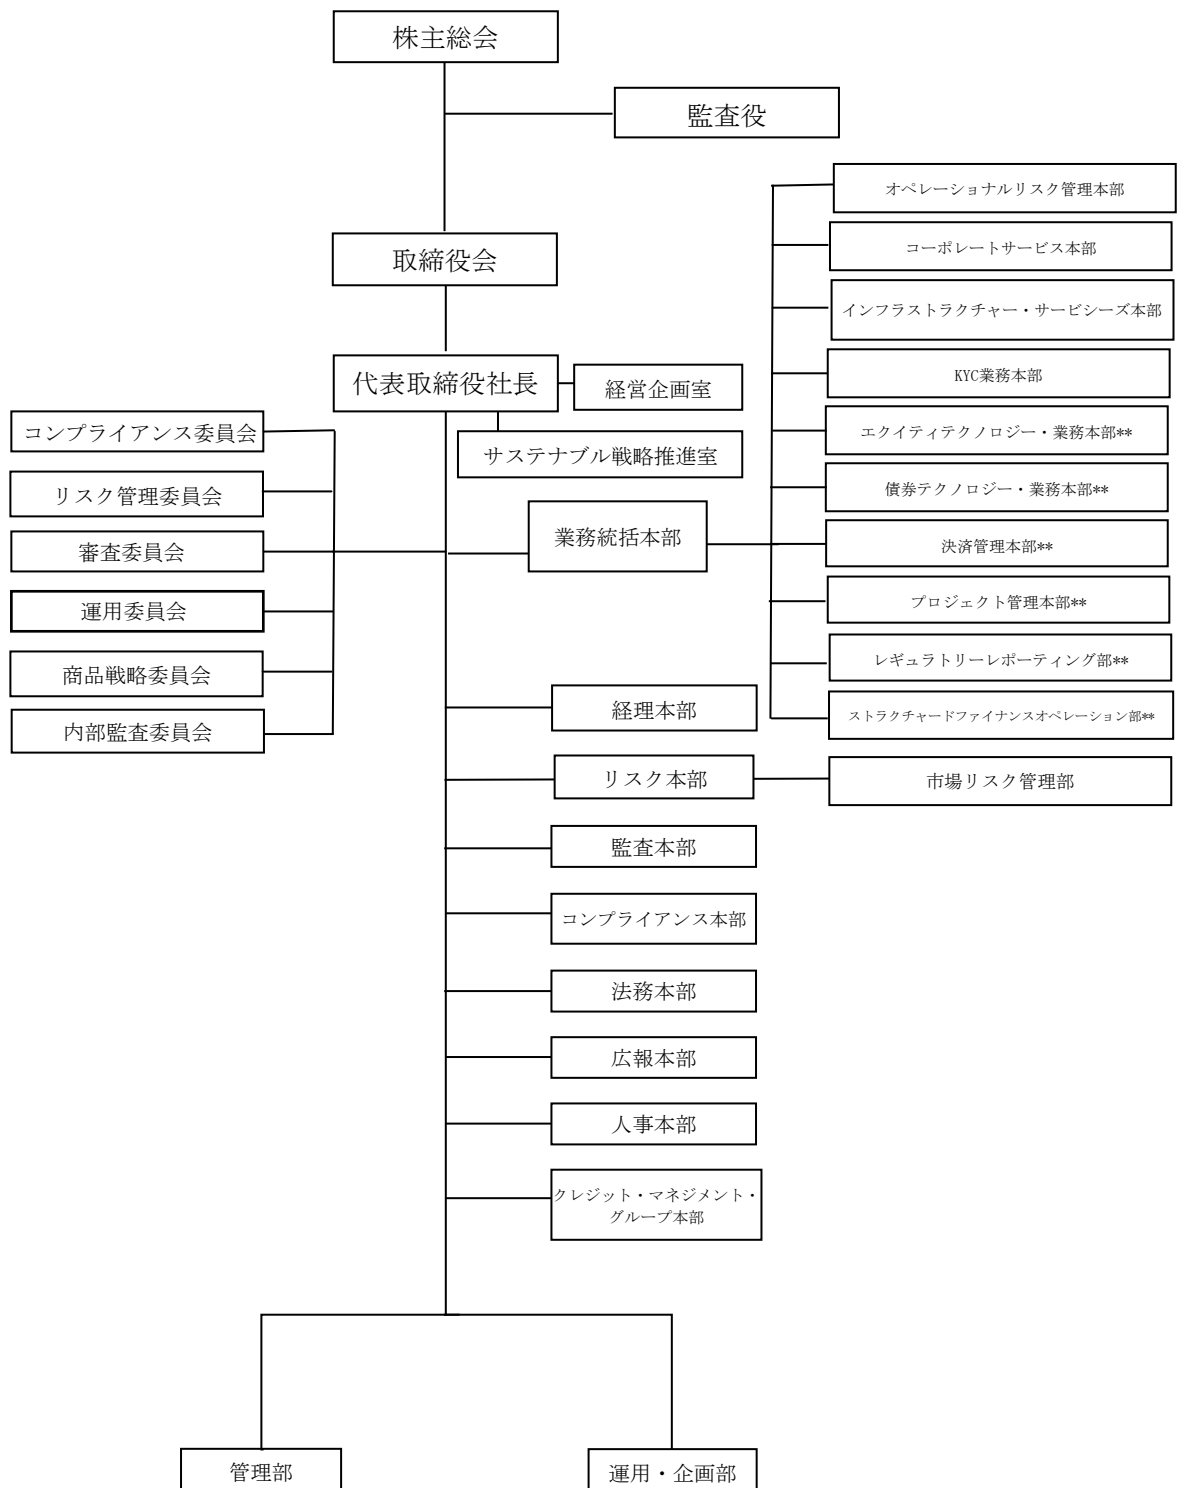 株主総会
監査役
取締役会
代表取締役社長
経営企画室
サステナブル戦略推進室
コンプライアンス委員会
リスク管理委員会
審査委員会
運用委員会
商品戦略委員会
内部監査委員会
業務統括本部
オペレーショナルリスク管理本部
コーポレートサービス本部
インフラストラクチャー・サービシーズ本部
KYC業務本部
エクイティテクノロジー・業務本部**
債券テクノロジー・業務本部**
決済管理本部**
プロジェクト管理本部**
レギュラトリーレポーティング部**
ストラクチャードファイナンスオペレーション部**
経理本部
リスク本部
市場リスク管理部
監査本部
コンプライアンス本部
法務本部
広報本部
人事本部
クレジット・マネジメント・
グループ本部
管理部
運用・企画部